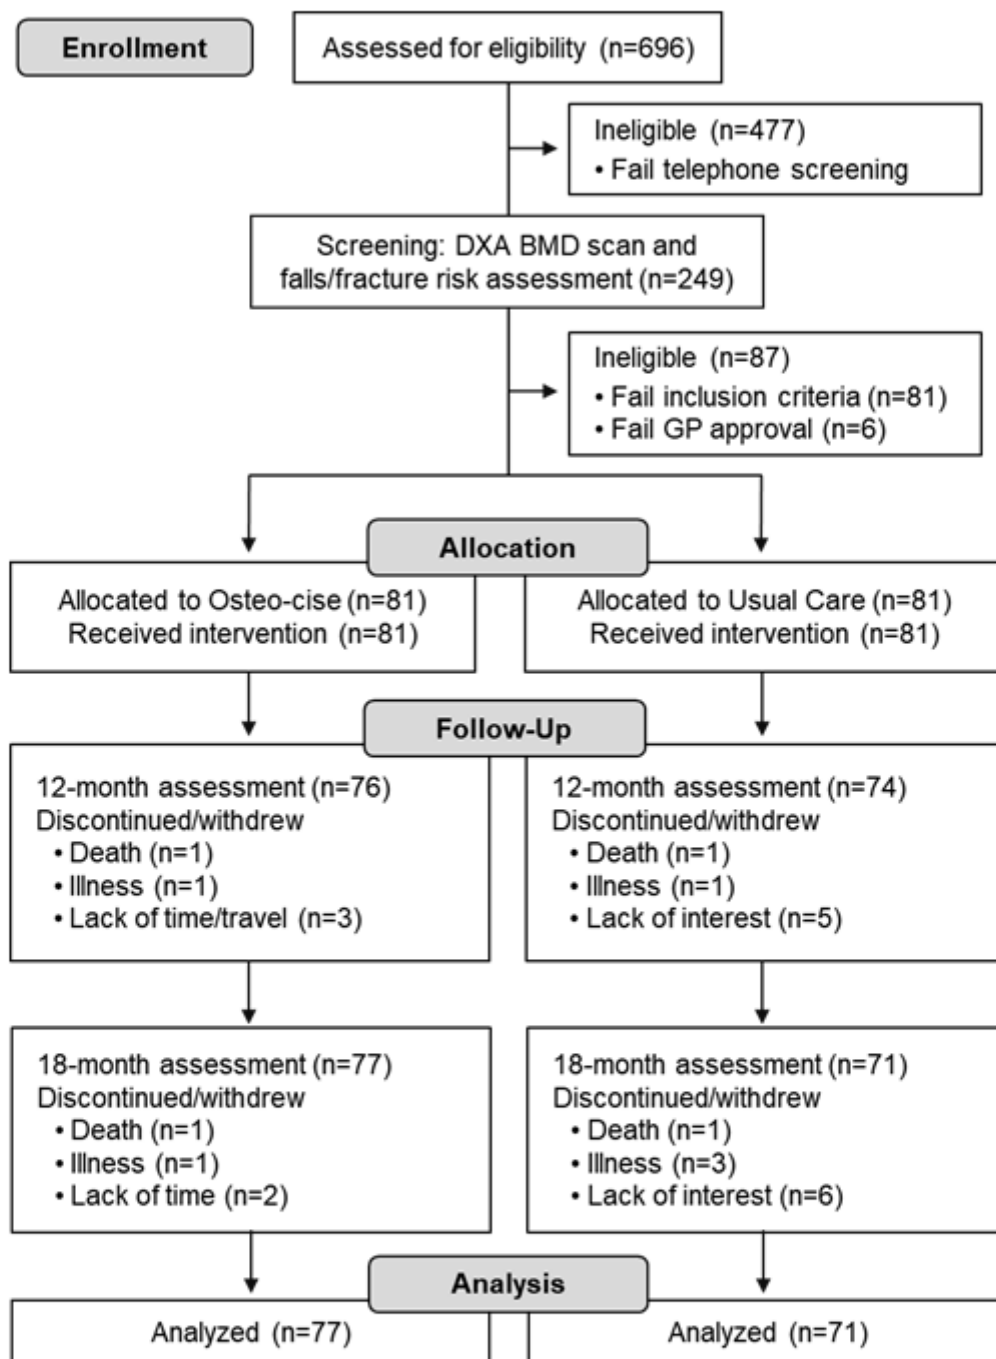 Enrollment
Assessed for eligibility (n=696)
Ineligible (n=477)
• Fail telephone screening
Screening: DXA BMD scan and
falls/fracture risk assessment (n=249)
Ineligible (n=87)
• Fail inclusion criteria (n=81)
• Fail GP approval (n=6)
Allocation
Allocated to Osteo-cise (n=81)
Received intervention (n=81)
Allocated to Usual Care (n=81)
Received intervention (n=81)
Follow-Up
12-month assessment (n=76)
Discontinued/withdrew
• Death (n=1)
• Illness (n=1)
• Lack of time/travel (n=3)
12-month assessment (n=74)
Discontinued/withdrew
• Death (n=1)
• Illness (n=1)
• Lack of interest (n=5)
18-month assessment (n=77)
Discontinued/withdrew
• Death (n=1)
• Illness (n=1)
• Lack of time (n=2)
18-month assessment (n=71)
Discontinued/withdrew
• Death (n=1)
• Illness (n=3)
• Lack of interest (n=6)
Analysis
Analyzed (n=77)
Analyzed (n=71)